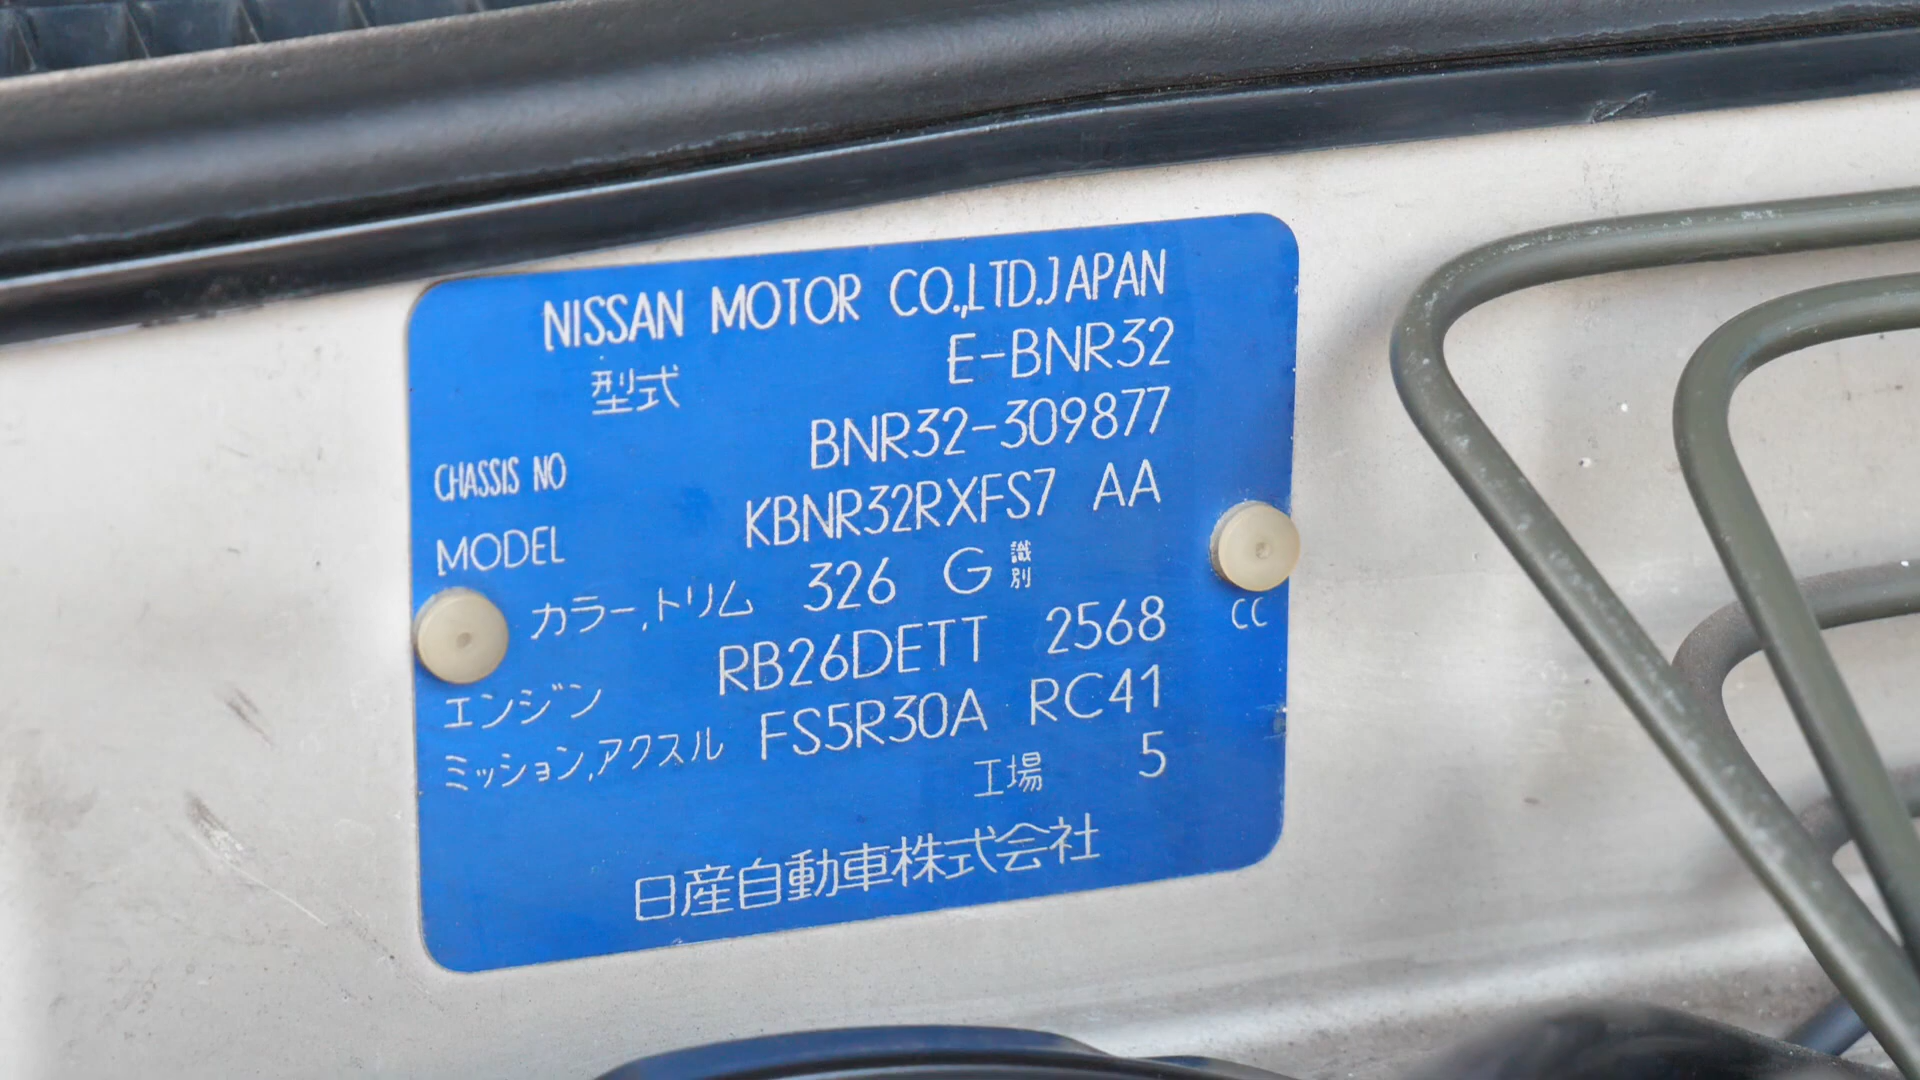 NISSAN MOTOR CO.,LTD.JAPAN
型式 E-BNR32
CHASSIS NO BNR32-309877
MODEL KBNR32RXFS7 AA
カラー,トリム 326 G 識別
エンジン RB26DETT 2568 CC
ミッション,アクスル FS5R30A RC41
工場 5
日産自動車株式会社